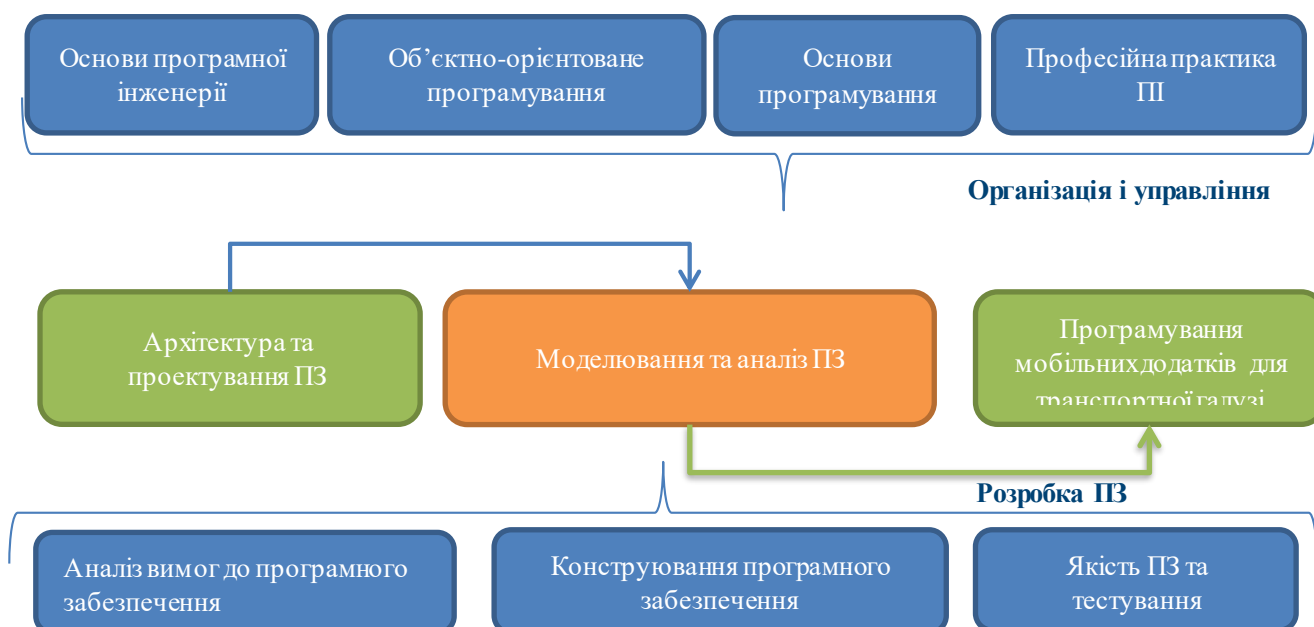 Основи програмної
інженерії
Об’єктно-орієнтоване
програмування
Основи
програмування
Професійна практика
ПІ
Організація і управління
Архітектура та
проектування ПЗ
Моделювання та аналіз ПЗ
Програмування
мобільних додатків для
транспортної галузі
Розробка ПЗ
Аналіз вимог до програмного
забезпечення
Конструювання програмного
забезпечення
Якість ПЗ та
тестування